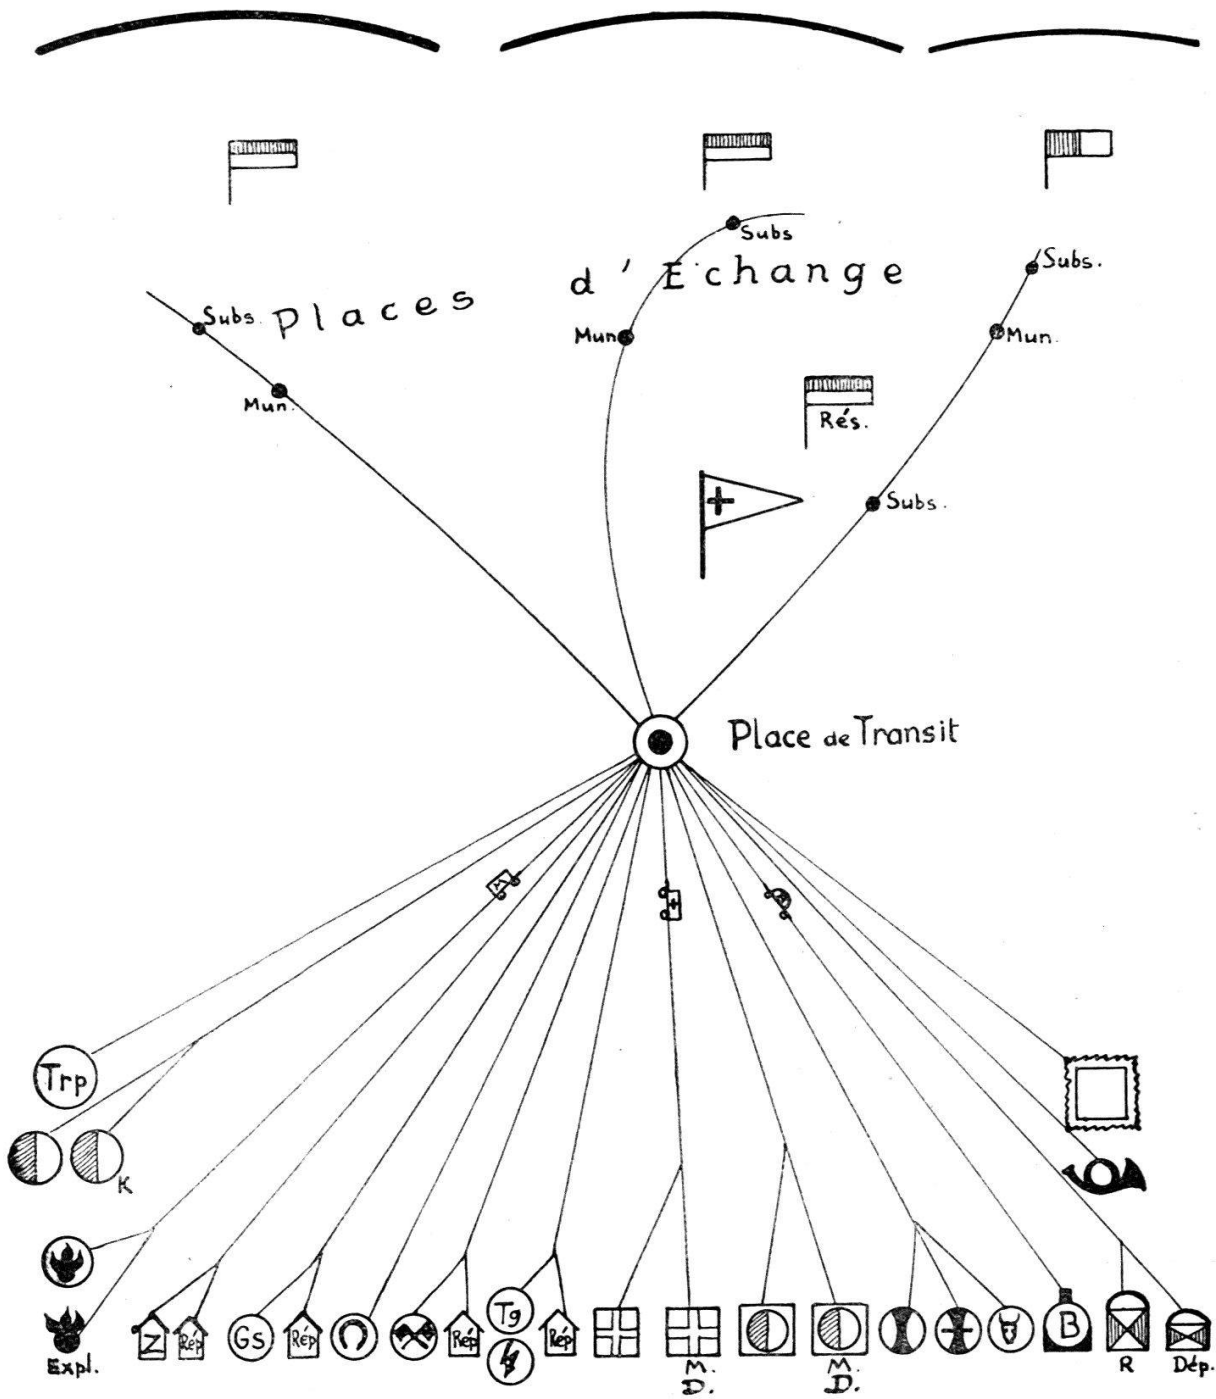 Subs
d'Echange
Subs.
Subs.
Places
Mun
Mun.
Mun.
Rés.
Subs.
Place de Transit
Trp
K
Z
Rép
Gs
Rép
Rép
Tg
Rép
B
Expl.
M.
D.
M.
D.
R
Dép.